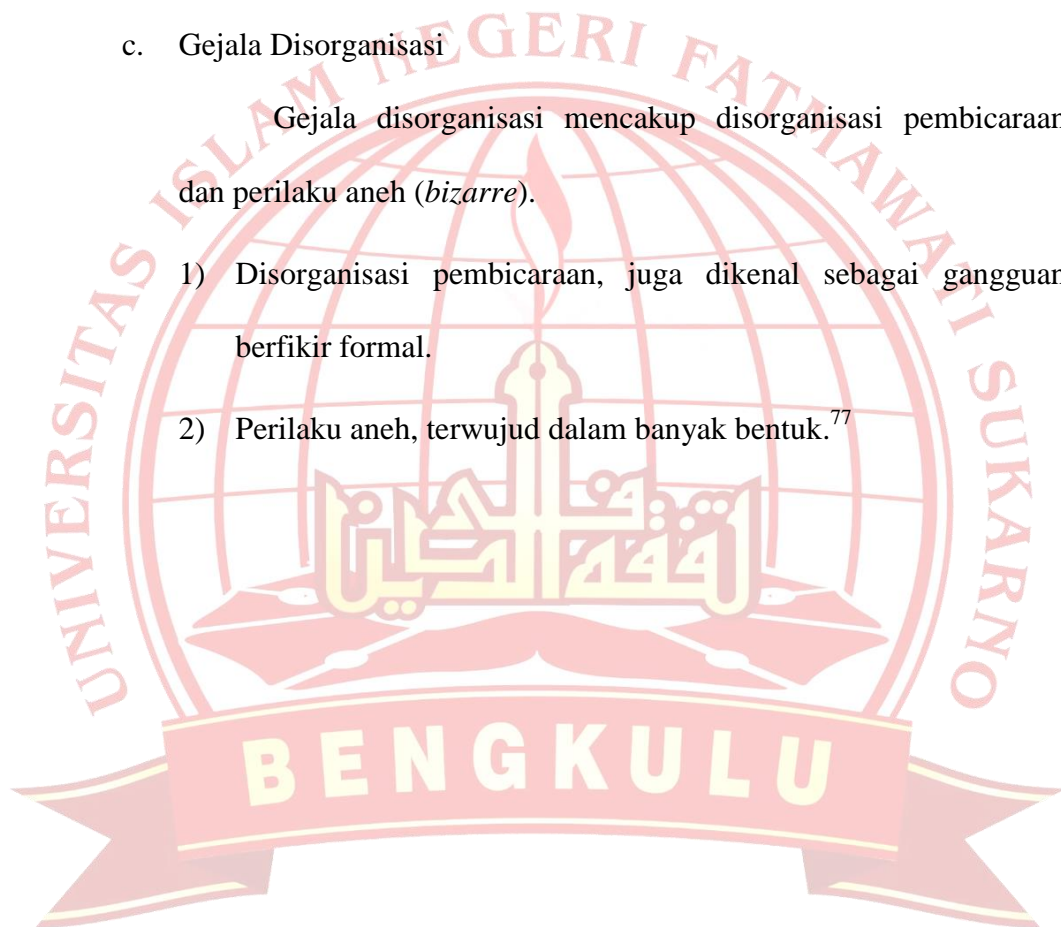 c. Gejala Disorganisasi
Gejala disorganisasi mencakup disorganisasi pembicaraan
dan perilaku aneh (bizarre).
1) Disorganisasi pembicaraan, juga dikenal sebagai gangguan
berfikir formal.
2) Perilaku aneh, terwujud dalam banyak bentuk.77
UNIVERSITAS ISLAM NEGERI FATMAWATI SUKARNO
BENGKULU